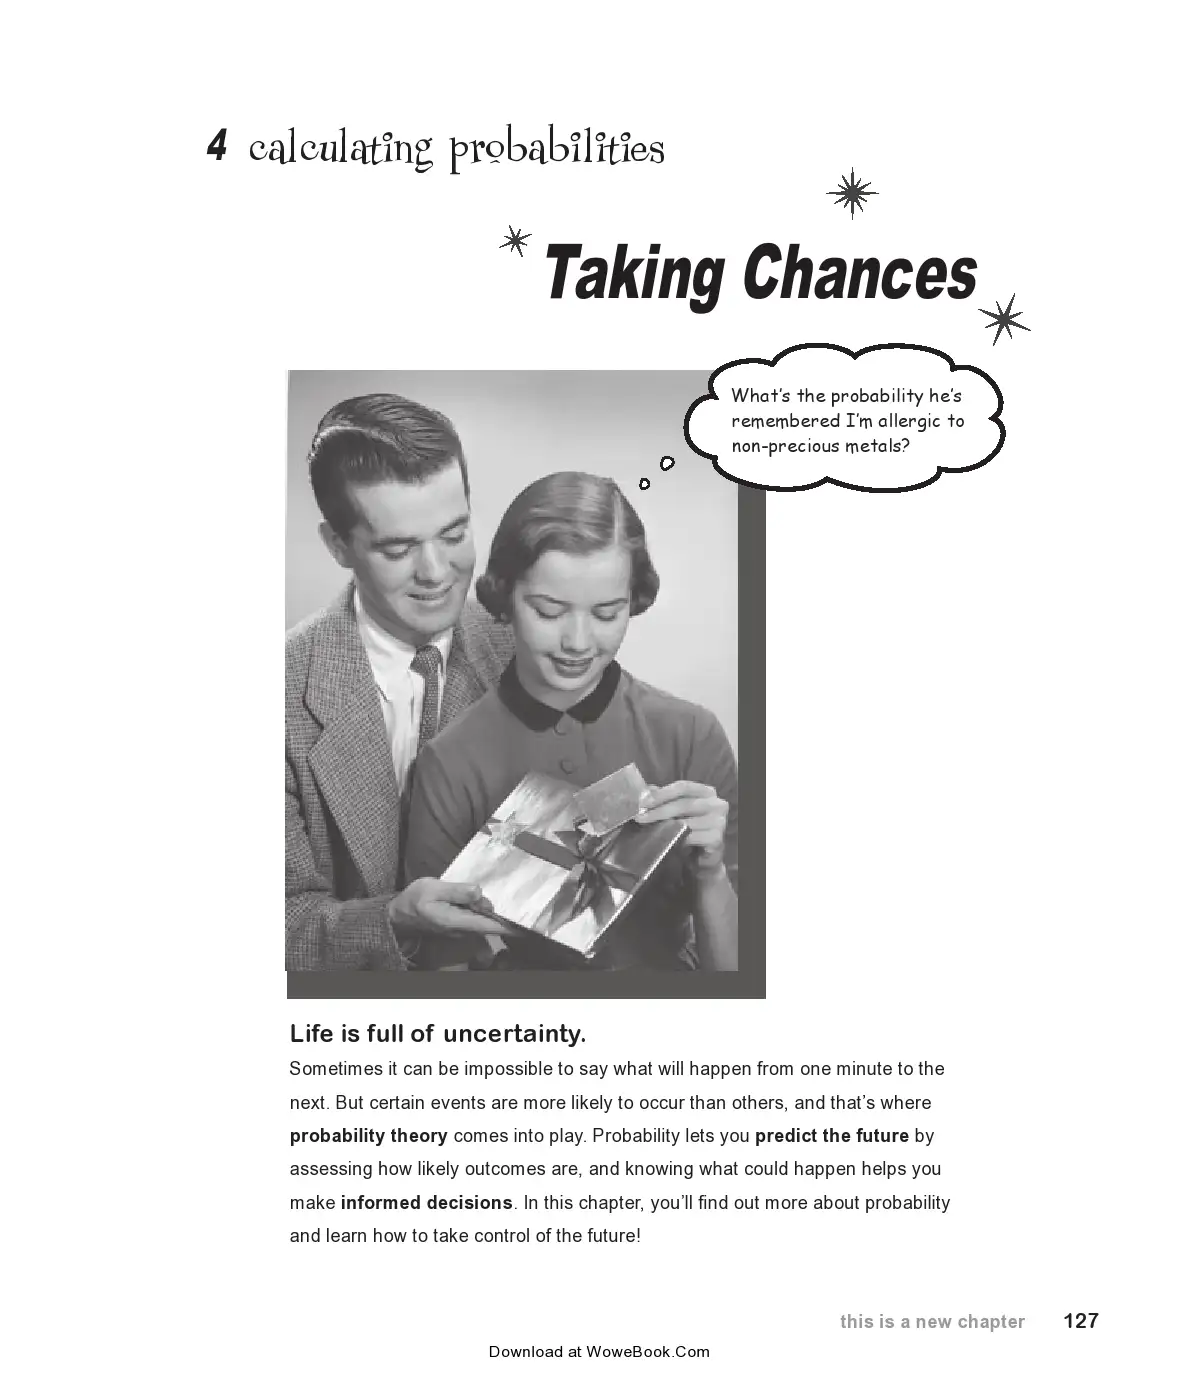 4 calculating probabilities
Taking Chances
What's the probability he's
remembered I'm allergic to
non-precious metals?
Life is full of uncertainty.
Sometimes it can be impossible to say what will happen from one minute to the
next. But certain events are more likely to occur than others, and that's where
probability theory comes into play. Probability lets you predict the future by
assessing how likely outcomes are, and knowing what could happen helps you
make informed decisions. In this chapter, you'll find out more about probability
and learn how to take control of the future!
this is a new chapter 127
Download at WoweBook.Com